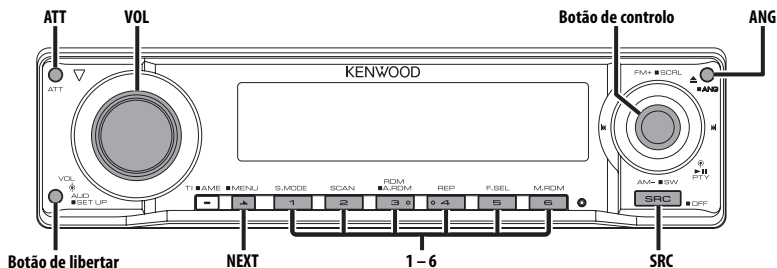 ATT VOL Botão de controlo ANG
KENWOOD
FM+ ■SCRL
ATT
■ANG
VOL
AUD
■SET UP
TI ■AME ■MENU S.MODE SCAN RDM ■A.RDM REP F.SEL M.RDM
1 2 3 4 5 6
AM– ■SW
PTY
SRC
■OFF
Botão de libertar NEXT 1 – 6 SRC